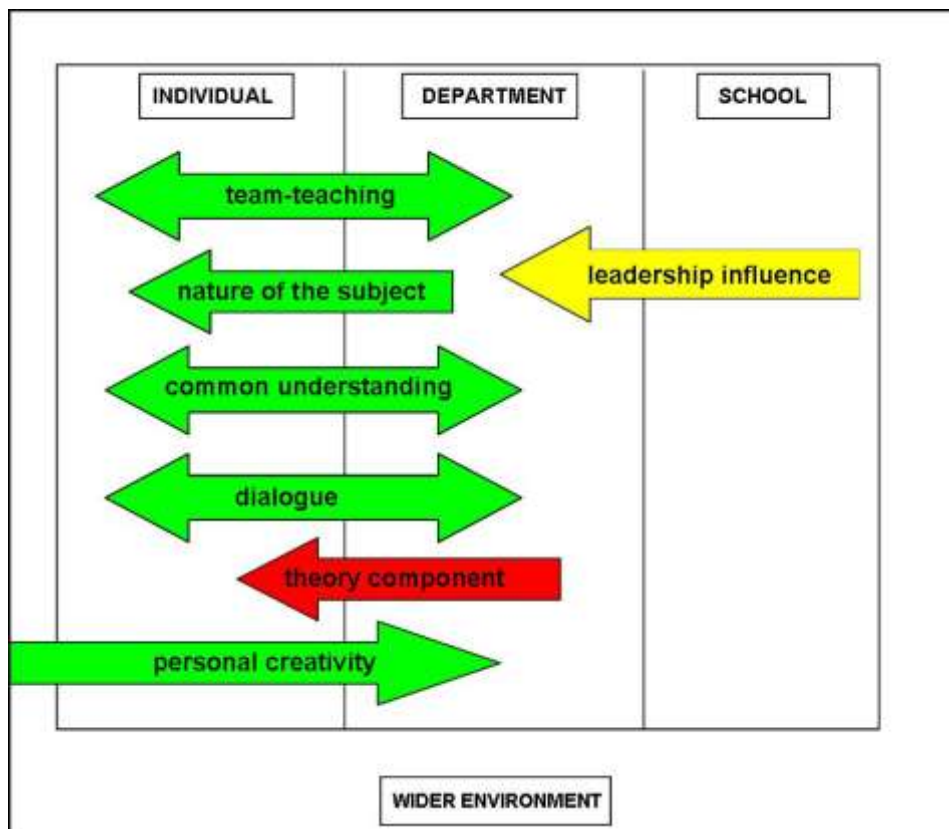 INDIVIDUAL
DEPARTMENT
SCHOOL
team-teaching
leadership influence
nature of the subject
common understanding
dialogue
theory component
personal creativity
WIDER ENVIRONMENT